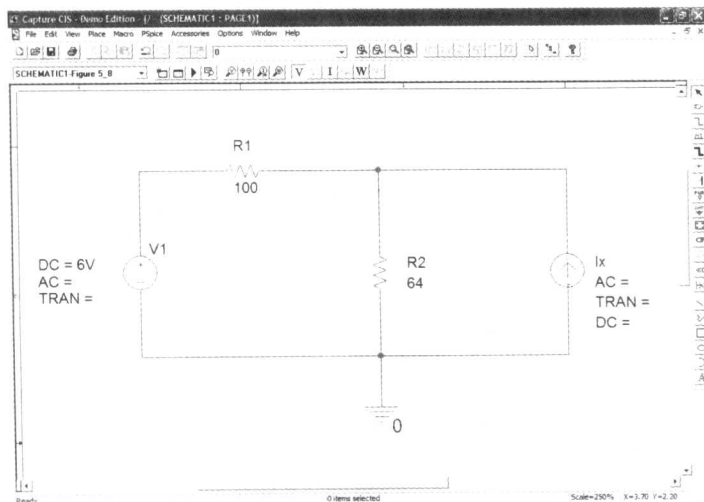 Capture CIS - Demo Edition - [/ - (SCHEMATIC1 : PAGE1)]
File Edit View Place Macro PSpice Accessories Options Window Help
0
SCHEMATIC1-Figure 5_8
V I W
R1
100
V1
DC = 6V
AC =
TRAN =
R2
64
Ix
AC =
TRAN =
DC =
0
Ready
0 items selected
Scale=250% X=3.70 Y=2.20